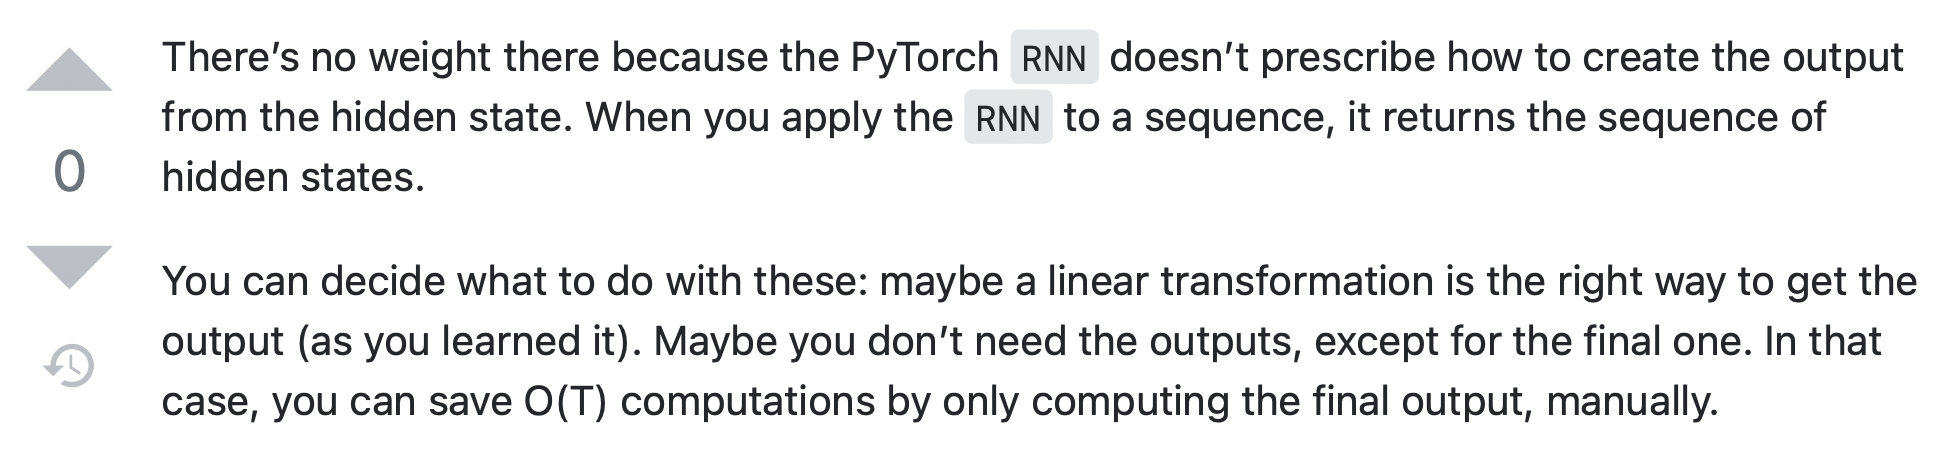 There’s no weight there because the PyTorch RNN doesn’t prescribe how to create the output
from the hidden state. When you apply the RNN to a sequence, it returns the sequence of
hidden states.
0
You can decide what to do with these: maybe a linear transformation is the right way to get the
output (as you learned it). Maybe you don’t need the outputs, except for the final one. In that
case, you can save O(T) computations by only computing the final output, manually.